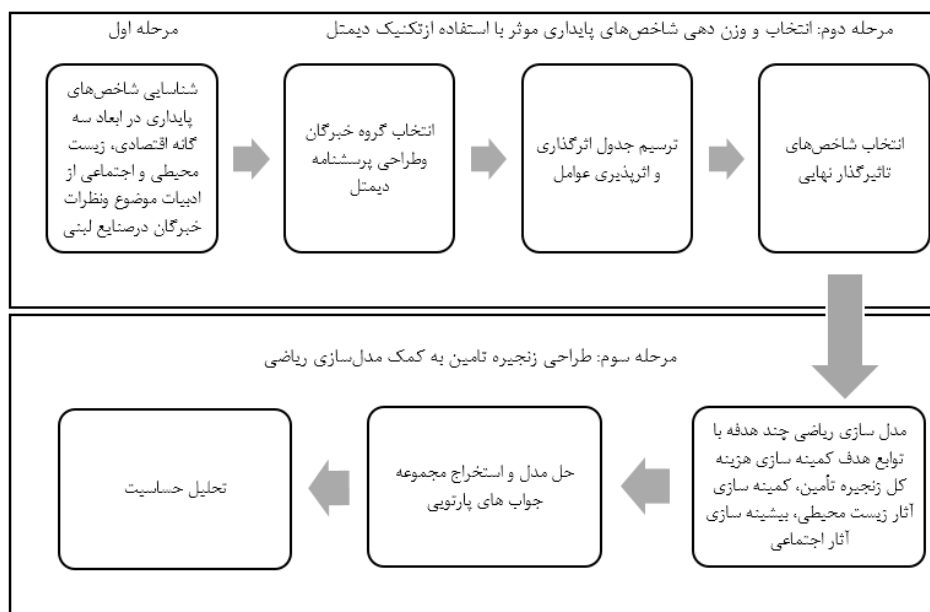 مرحله اول
مرحله دوم: انتخاب و وزن دهی شاخص‌های پایداری موثر با استفاده ازتکنیک دیمتل
شناسایی شاخص‌های
پایداری در ابعاد سه
گانه اقتصادی، زیست
محیطی و اجتماعی از
ادبیات موضوع ونظرات
خبرگان درصنایع لبنی
انتخاب گروه خبرگان
وطراحی پرسشنامه
دیمتل
ترسیم جدول اثرگذاری
و اثرپذیری عوامل
انتخاب شاخص‌های
تاثیرگذار نهایی
مرحله سوم: طراحی زنجیره تامین به کمک مدل‌سازی ریاضی
مدل سازی ریاضی چند هدفه با
توابع هدف کمینه سازی هزینه
کل زنجیره تأمین، کمینه سازی
آثار زیست محیطی، بیشینه سازی
آثار اجتماعی
حل مدل و استخراج مجموعه
جواب های پارتویی
تحلیل حساسیت